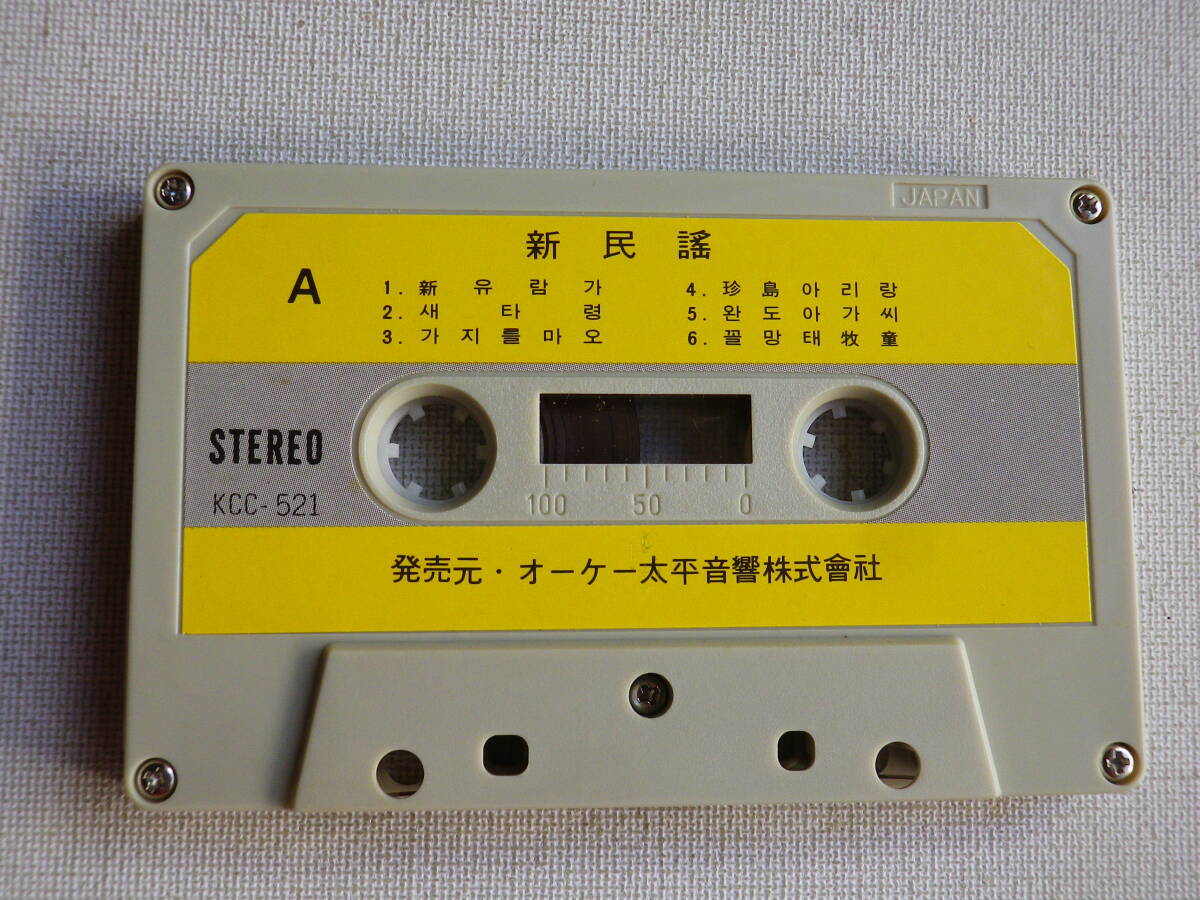 JAPAN
新民謠
A
1. 新유람가
2. 새타령
3. 가지를마오
4. 珍島아리랑
5. 완도아가씨
6. 꼴망태牧童
STEREO
KCC-521
100 50 0
発売元・オーケー太平音響株式會社